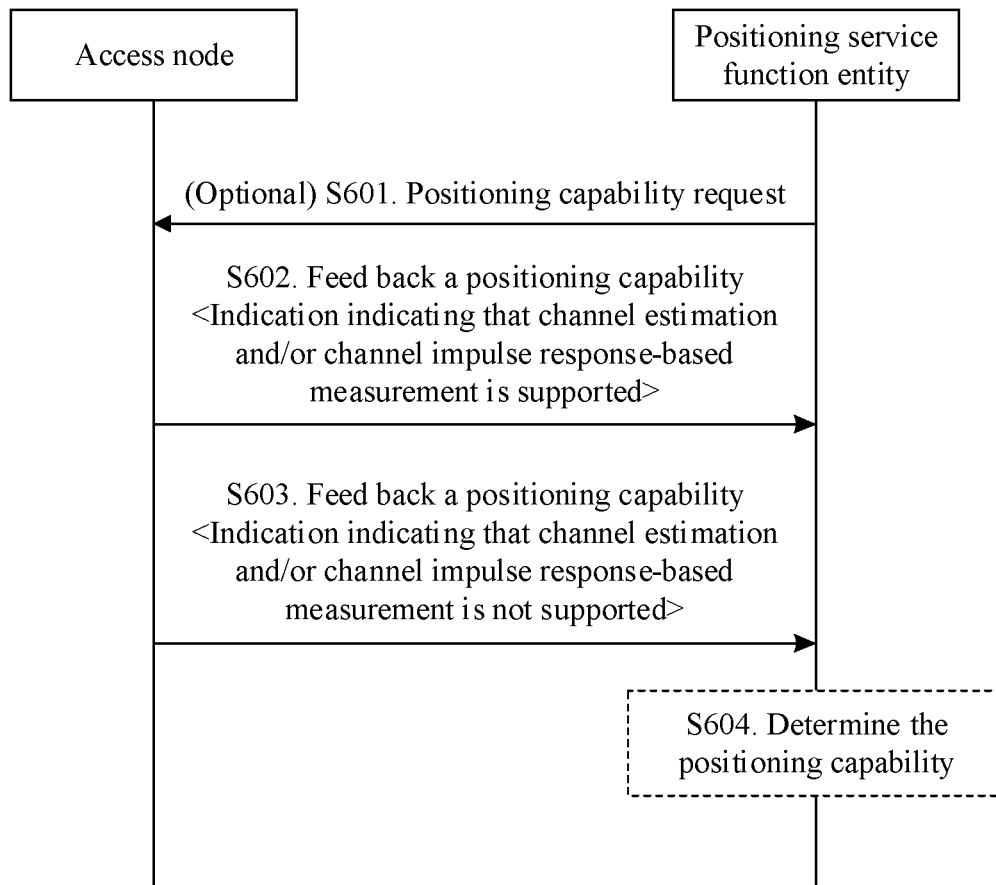 Access node
Positioning service
function entity
(Optional) S601. Positioning capability request
S602. Feed back a positioning capability
<Indication indicating that channel estimation
and/or channel impulse response-based
measurement is supported>
S603. Feed back a positioning capability
<Indication indicating that channel estimation
and/or channel impulse response-based
measurement is not supported>
S604. Determine the
positioning capability